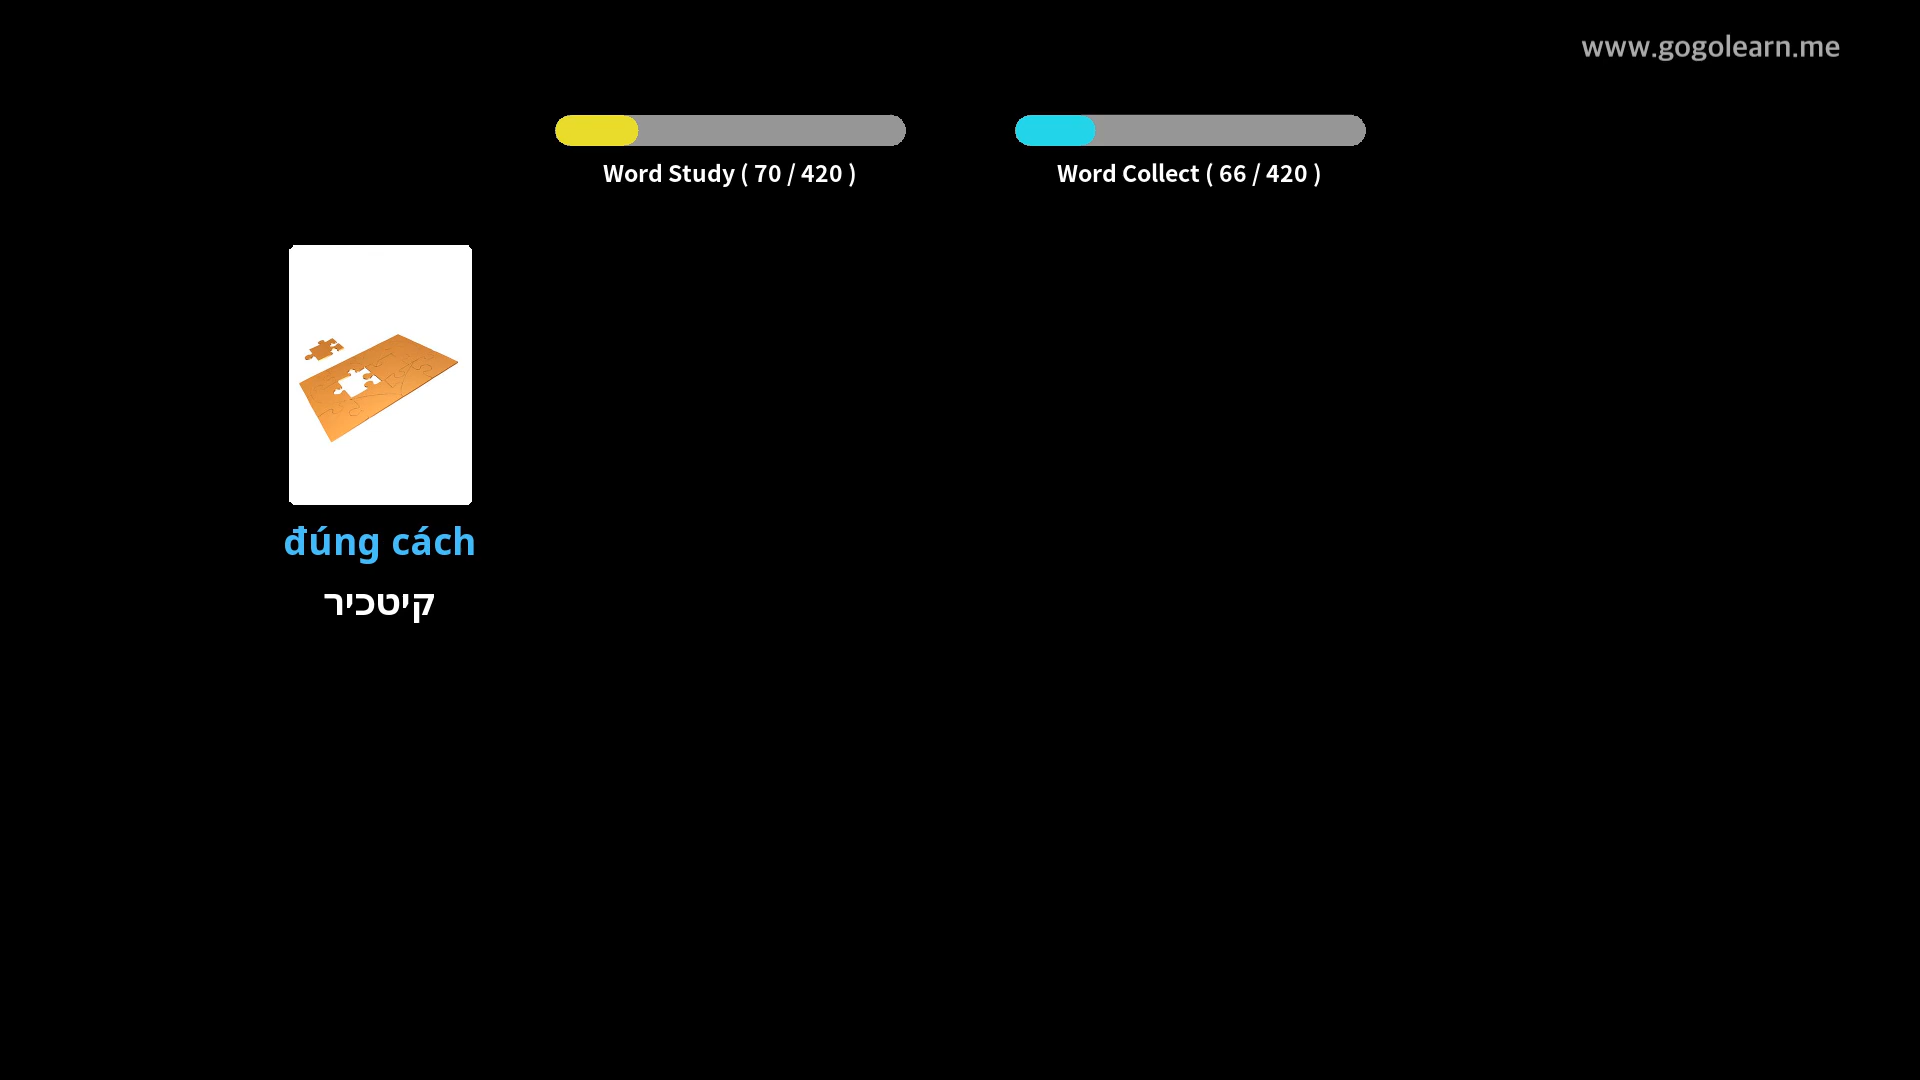 www.gogolearn.me
Word Study ( 70 / 420 )
Word Collect ( 66 / 420 )
đúng cách
קיטכיר